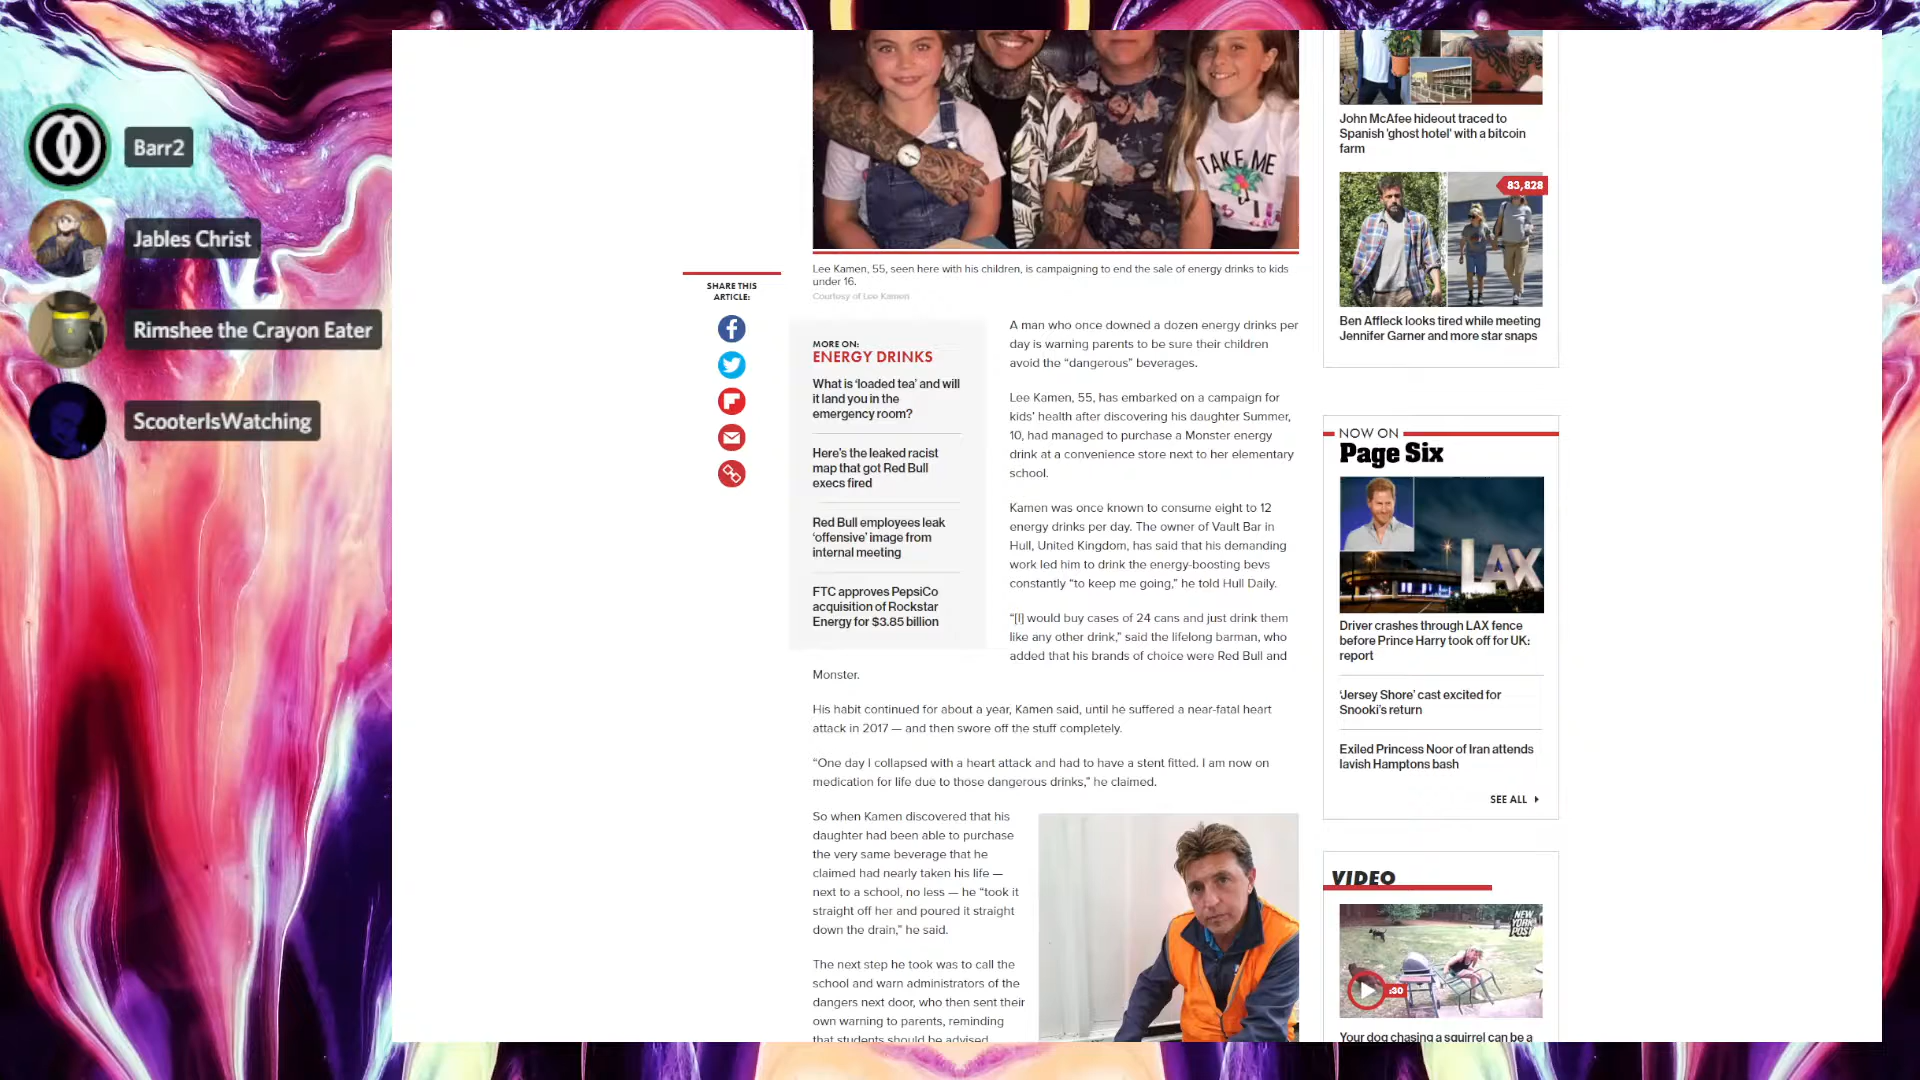 Barr2
Jables Christ
Rimshee the Crayon Eater
ScooterIsWatching
TAKE ME
Lee Kamen, 55, seen here with his children, is campaigning to end the sale of energy drinks to kids
under 16.
Courtesy of Lee Kamen
SHARE THIS
ARTICLE:
MORE ON:
ENERGY DRINKS
What is ‘loaded tea’ and will
it land you in the
emergency room?
Here’s the leaked racist
map that got Red Bull
execs fired
Red Bull employees leak
‘offensive’ image from
internal meeting
FTC approves PepsiCo
acquisition of Rockstar
Energy for $3.85 billion
A man who once downed a dozen energy drinks per
day is warning parents to be sure their children
avoid the “dangerous” beverages.
Lee Kamen, 55, has embarked on a campaign for
kids’ health after discovering his daughter Summer,
10, had managed to purchase a Monster energy
drink at a convenience store next to her elementary
school.
Kamen was once known to consume eight to 12
energy drinks per day. The owner of Vault Bar in
Hull, United Kingdom, has said that his demanding
work led him to drink the energy-boosting bevs
constantly “to keep me going,” he told Hull Daily.
“[I] would buy cases of 24 cans and just drink them
like any other drink,” said the lifelong barman, who
added that his brands of choice were Red Bull and
Monster.
His habit continued for about a year, Kamen said, until he suffered a near-fatal heart
attack in 2017 — and then swore off the stuff completely.
“One day I collapsed with a heart attack and had to have a stent fitted. I am now on
medication for life due to those dangerous drinks,” he claimed.
So when Kamen discovered that his
daughter had been able to purchase
the very same beverage that he
claimed had nearly taken his life —
next to a school, no less — he “took it
straight off her and poured it straight
down the drain,” he said.
The next step he took was to call the
school and warn administrators of the
dangers next door, who then sent their
own warning to parents, reminding
that students should be advised
John McAfee hideout traced to
Spanish ‘ghost hotel’ with a bitcoin
farm
83,828
Ben Affleck looks tired while meeting
Jennifer Garner and more star snaps
NOW ON
Page Six
LAX
Driver crashes through LAX fence
before Prince Harry took off for UK:
report
‘Jersey Shore’ cast excited for
Snooki’s return
Exiled Princess Noor of Iran attends
lavish Hamptons bash
SEE ALL
VIDEO
NEW
YORK
POST
:30
Your dog chasing a squirrel can be a